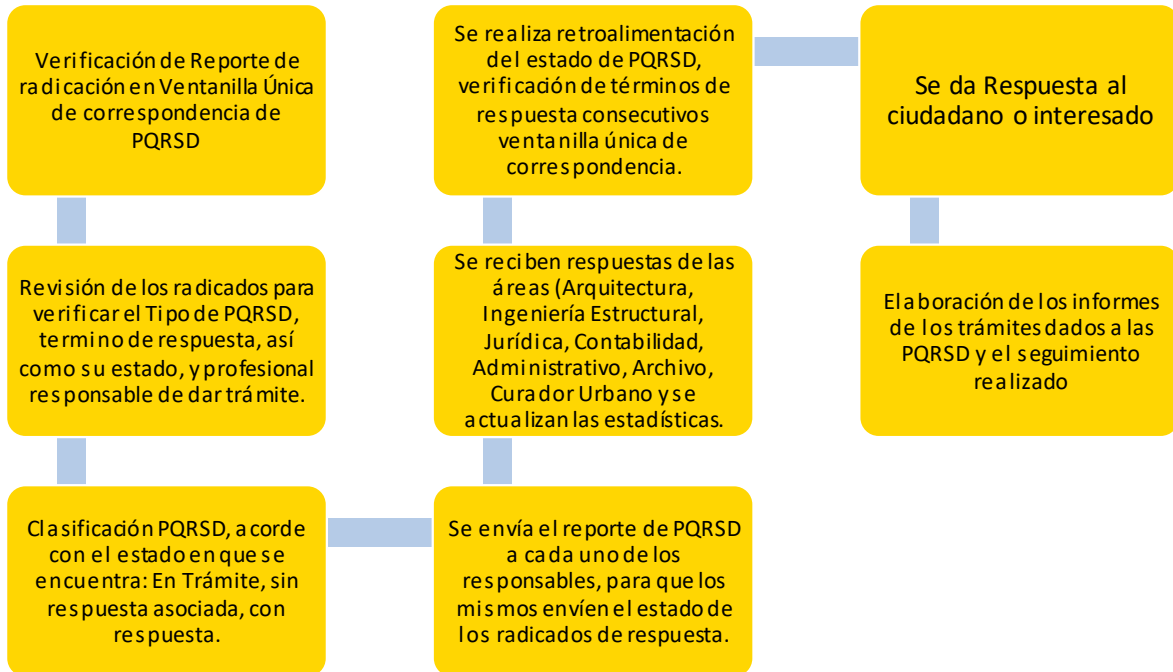 Verificación de Reporte de
radicación en Ventanilla Única
de correspondencia de
PQRSD
Revisión de los radicados para
verificar el Tipo de PQRSD,
termino de respuesta, así
como su estado, y profesional
responsable de dar trámite.
Clasificación PQRSD, acorde
con el estado en que se
encuentra: En Trámite, sin
respuesta asociada, con
respuesta.
Se envía el reporte de PQRSD
a cada uno de los
responsables, para que los
mismos envíen el estado de
los radicados de respuesta.
Se reciben respuestas de las
áreas (Arquitectura,
Ingeniería Estructural,
Jurídica, Contabilidad,
Administrativo, Archivo,
Curador Urbano y se
actualizan las estadísticas.
Se realiza retroalimentación
del estado de PQRSD,
verificación de términos de
respuesta consecutivos
ventanilla única de
correspondencia.
Se da Respuesta al
ciudadano o interesado
Elaboración de los informes
de los trámites dados a las
PQRSD y el seguimiento
realizado